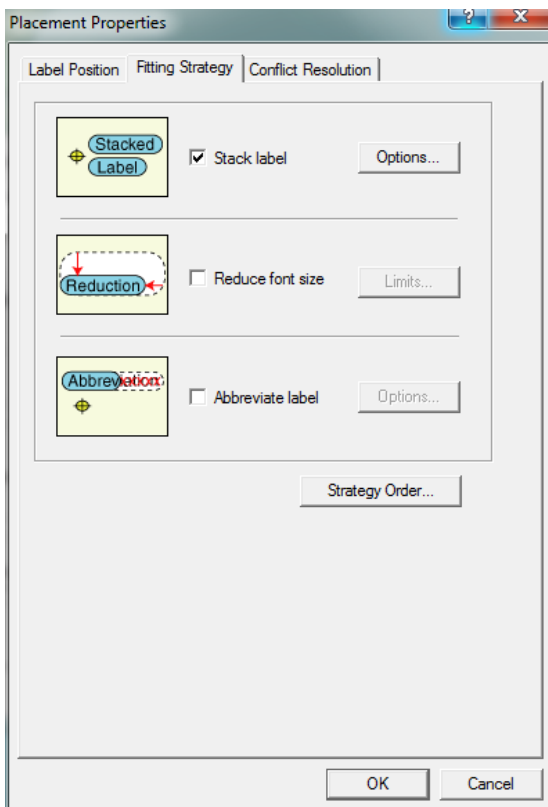 Placement Properties
?
X
Label Position
Fitting Strategy
Conflict Resolution
Stacked
Label
Stack label
Options...
Reduction
Reduce font size
Limits...
Abbreviation
Abbreviate label
Options...
Strategy Order...
OK
Cancel